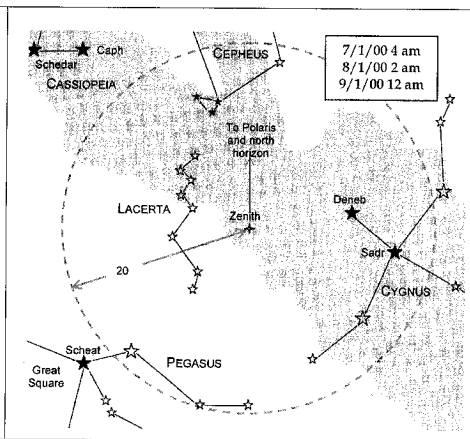 Caph
Schedar
CASSIOPEIA
CEPHEUS
7/1/00 4 am
8/1/00 2 am
9/1/00 12 am
To Polaris
and north
horizon
LACERTA
Zenith
Deneb
Sadr
20
CYGNUS
Scheat
Great
Square
PEGASUS